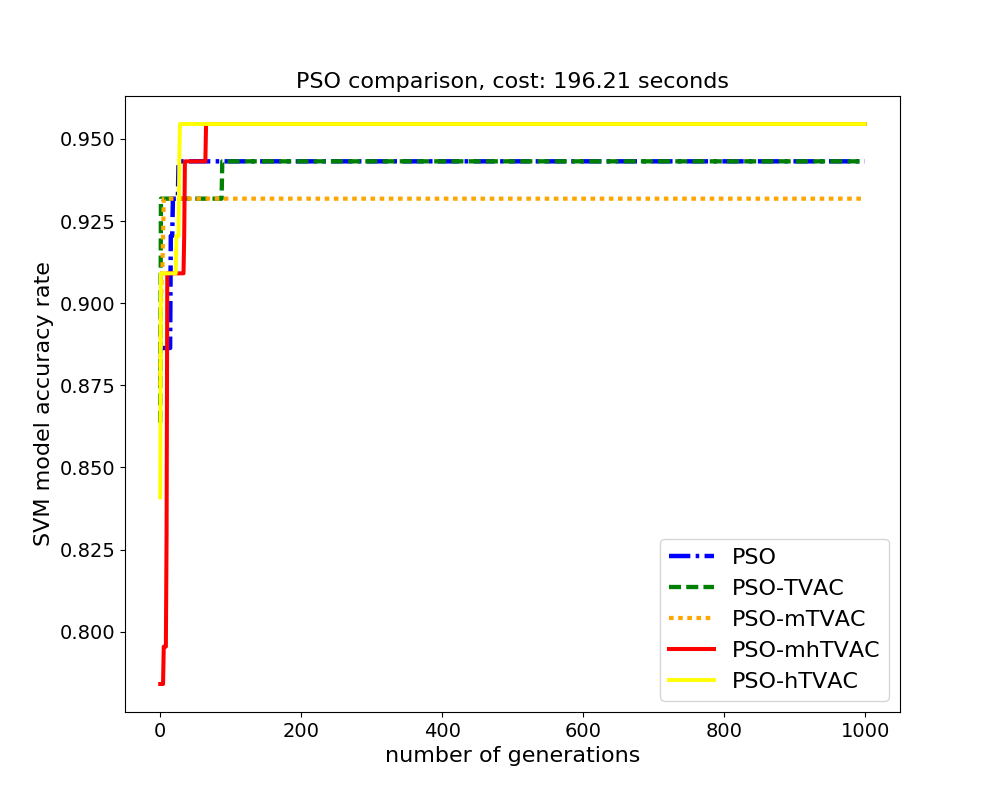 PSO comparison, cost: 196.21 seconds
SVM model accuracy rate
0.950
0.925
0.900
0.875
0.850
0.825
0.800
PSO
PSO-TVAC
PSO-mTVAC
PSO-mhTVAC
PSO-hTVAC
0 200 400 600 800 1000
number of generations